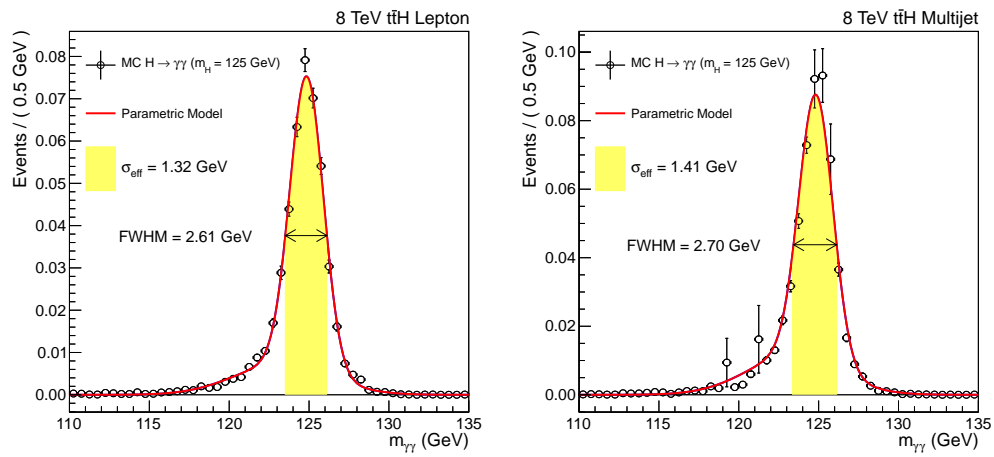 8 TeV tt̄H Lepton
Events / ( 0.5 GeV )
0.08
0.07
0.06
0.05
0.04
0.03
0.02
0.01
0.00
MC H→γγ (m_H = 125 GeV)
Parametric Model
σ_eff = 1.32 GeV
FWHM = 2.61 GeV
110 115 120 125 130 135
m_γγ (GeV)
8 TeV tt̄H Multijet
Events / ( 0.5 GeV )
0.10
0.08
0.06
0.04
0.02
0.00
MC H→γγ (m_H = 125 GeV)
Parametric Model
σ_eff = 1.41 GeV
FWHM = 2.70 GeV
110 115 120 125 130 135
m_γγ (GeV)